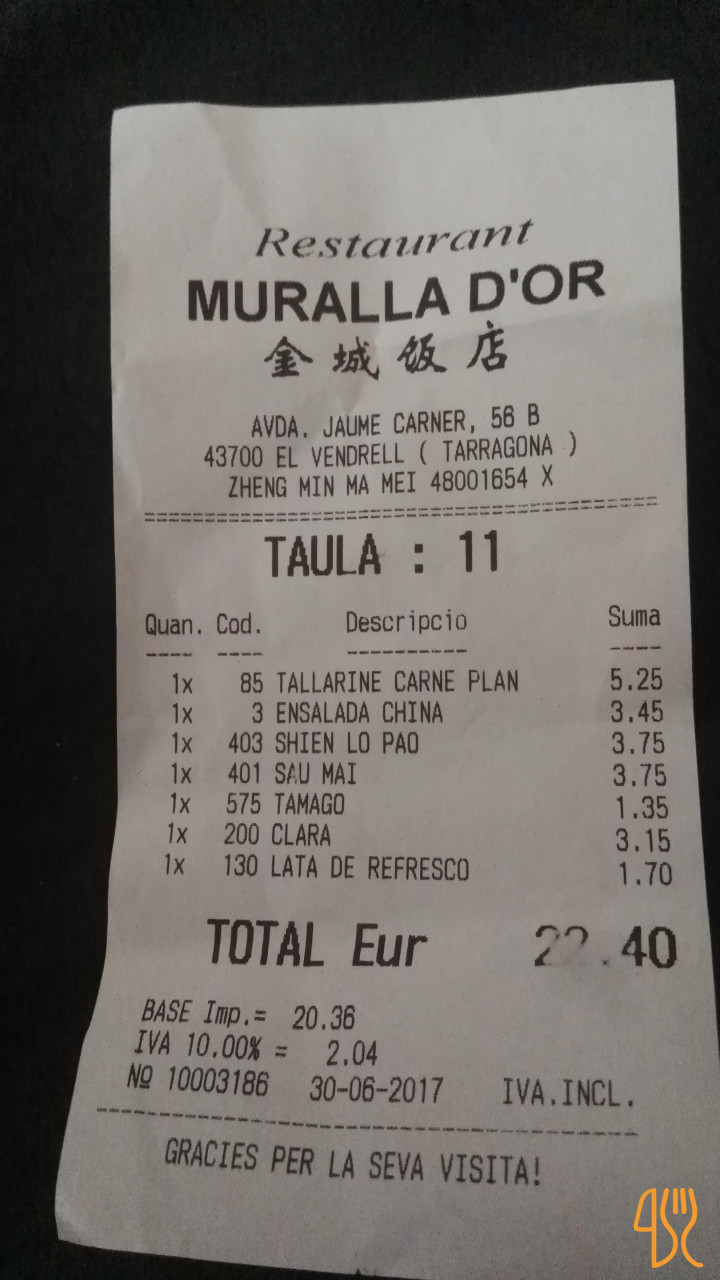 Restaurant
MURALLA D'OR
金城饭店
AVDA. JAUME CARNER, 56 B
43700 EL VENDRELL ( TARRAGONA )
ZHENG MIN MA MEI 48001654 X
TAULA : 11
Quan. Cod. Descripcio Suma
1x 85 TALLARINE CARNE PLAN 5.25
1x 3 ENSALADA CHINA 3.45
1x 403 SHIEN LO PAO 3.75
1x 401 SAU MAI 3.75
1x 575 TAMAGO 1.35
1x 200 CLARA 3.15
1x 130 LATA DE REFRESCO 1.70
TOTAL Eur 22.40
BASE Imp.= 20.36
IVA 10.00% = 2.04
Nº 10003186 30-06-2017 IVA.INCL.
GRACIES PER LA SEVA VISITA!